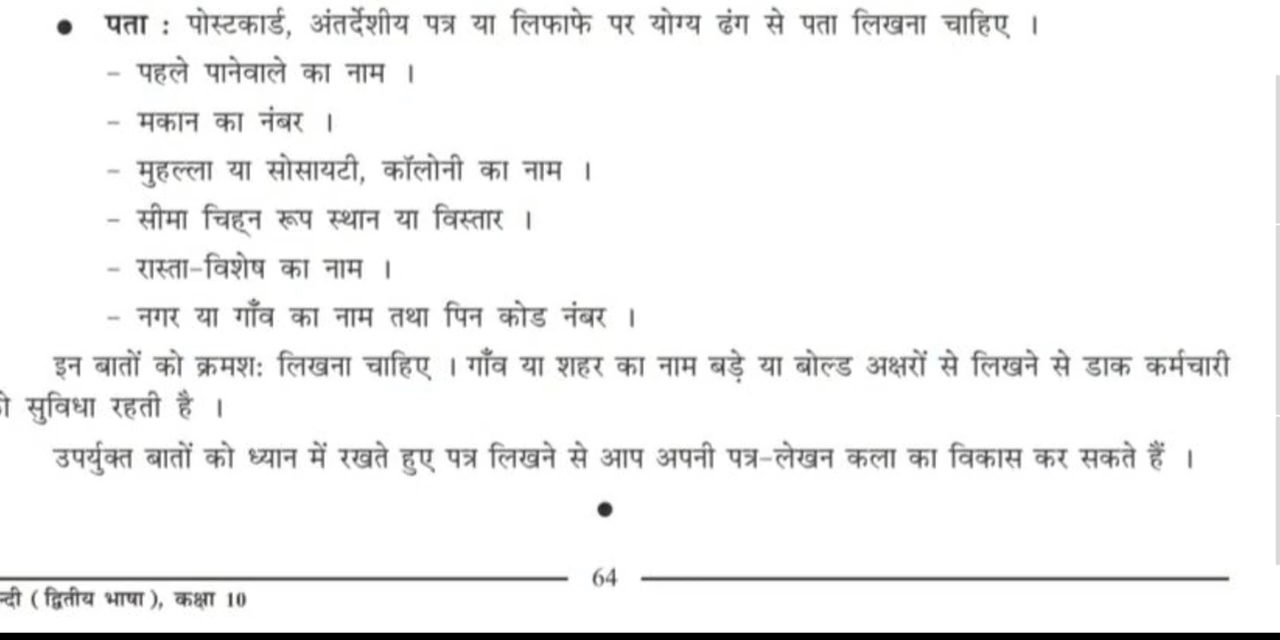 ● पता : पोस्टकार्ड, अंतर्देशीय पत्र या लिफाफे पर योग्य ढंग से पता लिखना चाहिए ।
– पहले पानेवाले का नाम ।
– मकान का नंबर ।
– मुहल्ला या सोसायटी, कॉलोनी का नाम ।
– सीमा चिह्न रूप स्थान या विस्तार ।
– रास्ता-विशेष का नाम ।
– नगर या गाँव का नाम तथा पिन कोड नंबर ।
इन बातों को क्रमशः लिखना चाहिए । गाँव या शहर का नाम बड़े या बोल्ड अक्षरों से लिखने से डाक कर्मचारी
सुविधा रहती है ।
उपर्युक्त बातों को ध्यान में रखते हुए पत्र लिखने से आप अपनी पत्र-लेखन कला का विकास कर सकते हैं ।
●
64
(द्वितीय भाषा), कक्षा 10